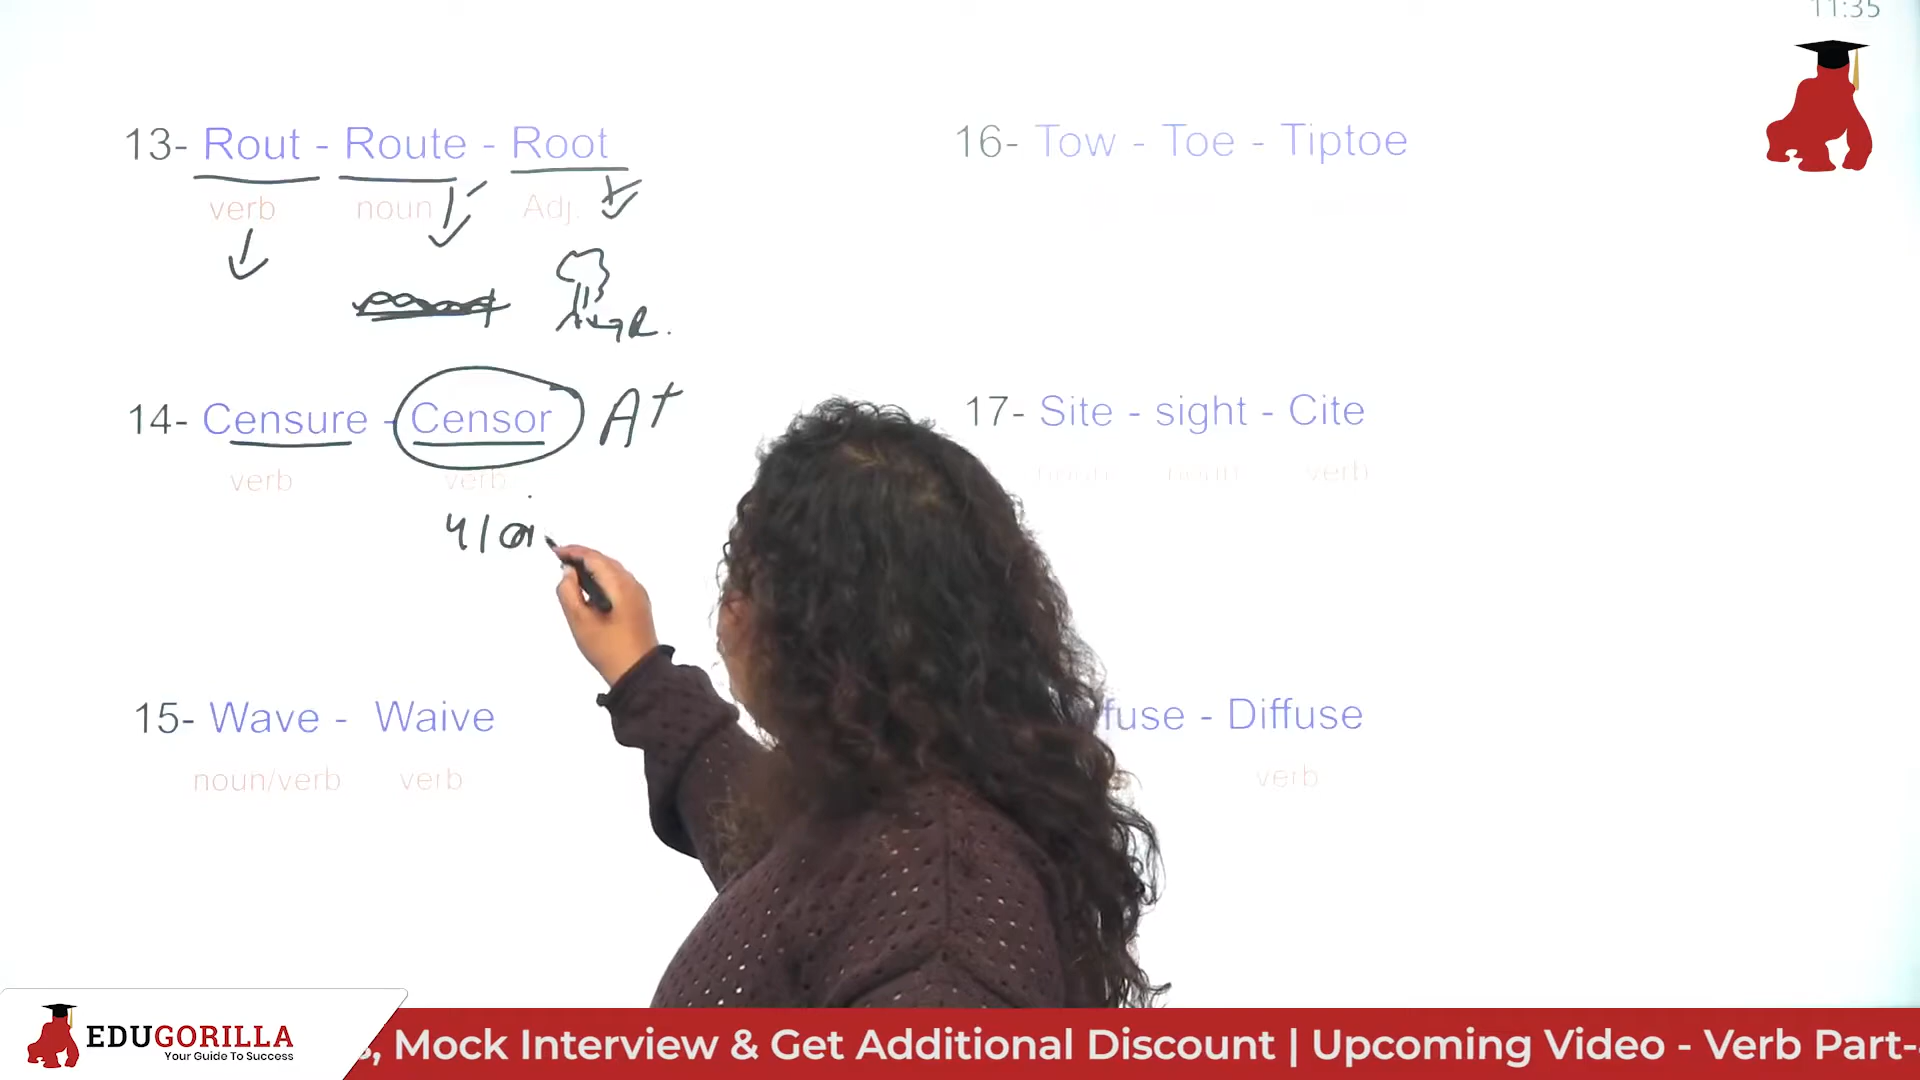 11:35
13- Rout - Route - Root
verb noun Adj.
R.
14- Censure - Censor A+
verb verb
15- Wave - Waive
noun/verb verb
16- Tow - Toe - Tiptoe
17- Site - sight - Cite
noun noun verb
fuse - Diffuse
verb
EDUGORILLA
Your Guide To Success
, Mock Interview & Get Additional Discount | Upcoming Video - Verb Part-